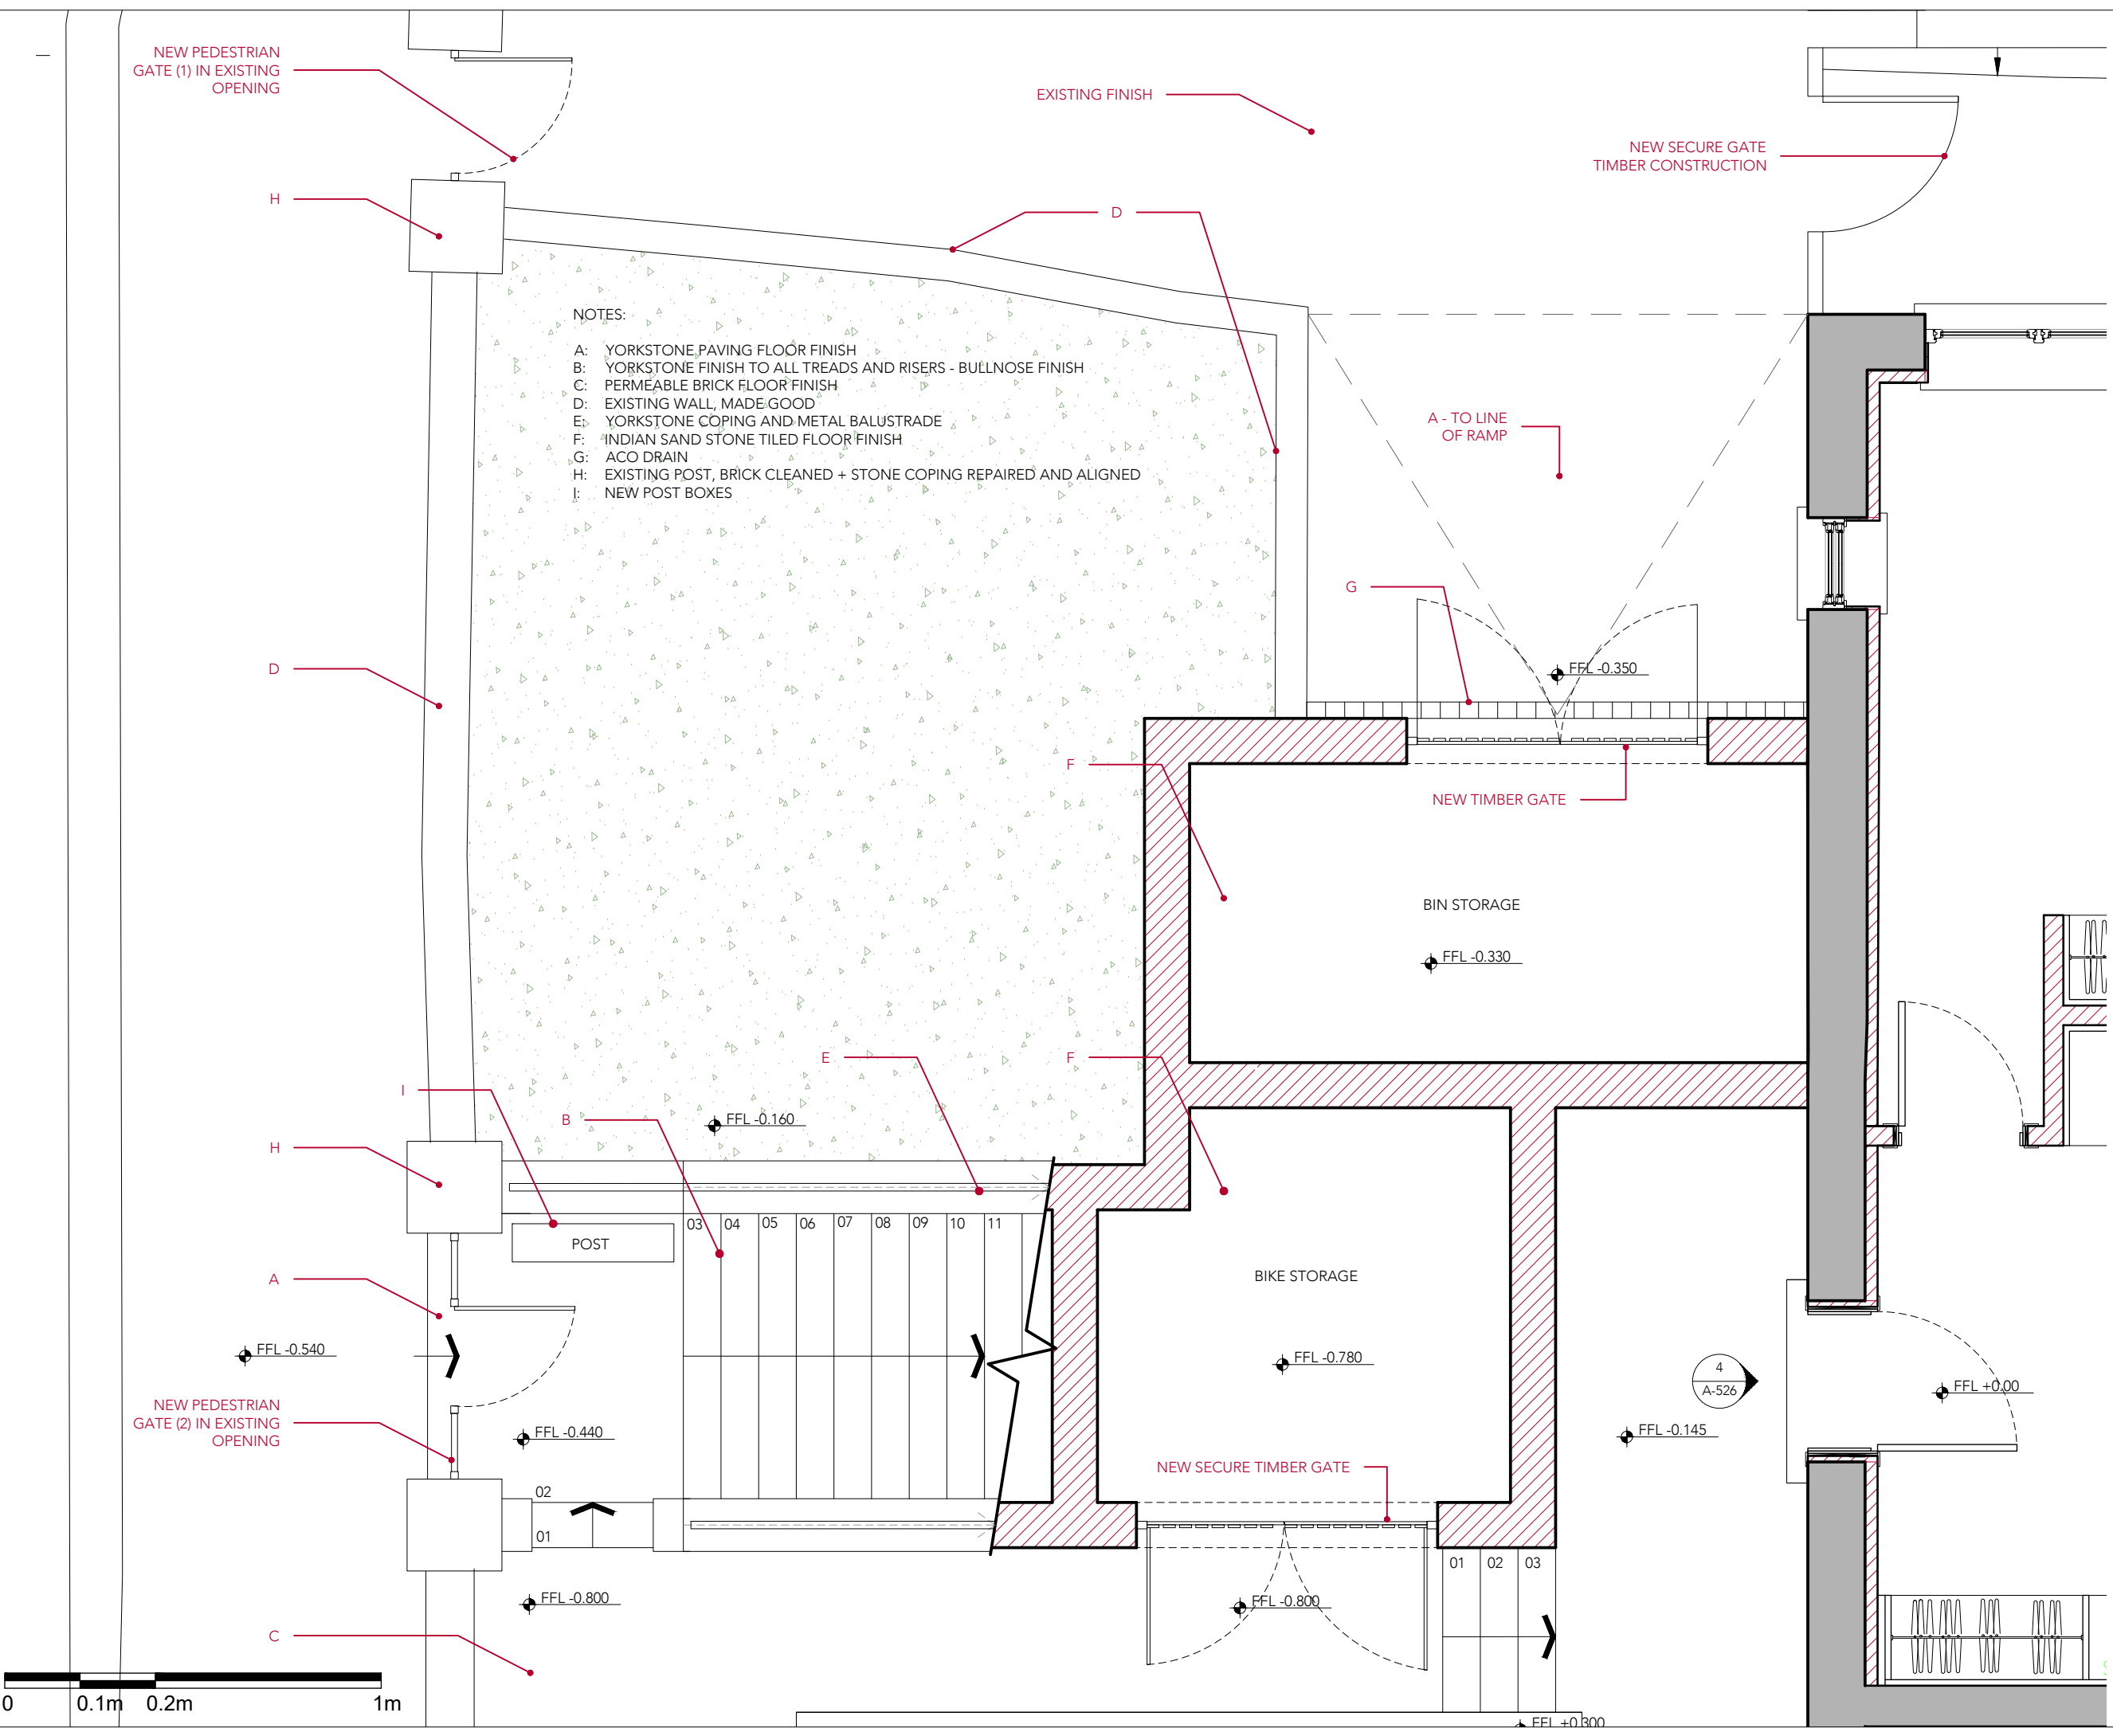 NEW PEDESTRIAN
GATE (1) IN EXISTING
OPENING
EXISTING FINISH
NEW SECURE GATE
TIMBER CONSTRUCTION
H
D
NOTES:
A: YORKSTONE PAVING FLOOR FINISH
B: YORKSTONE FINISH TO ALL TREADS AND RISERS - BULLNOSE FINISH
C: PERMEABLE BRICK FLOOR FINISH
D: EXISTING WALL, MADE GOOD
E: YORKSTONE COPING AND METAL BALUSTRADE
F: INDIAN SAND STONE TILED FLOOR FINISH
G: ACO DRAIN
H: EXISTING POST, BRICK CLEANED + STONE COPING REPAIRED AND ALIGNED
I: NEW POST BOXES
A - TO LINE
OF RAMP
G
D
FFL -0.350
F
NEW TIMBER GATE
BIN STORAGE
FFL -0.330
E
F
I
B
FFL -0.160
H
03 04 05 06 07 08 09 10 11
POST
A
BIKE STORAGE
FFL -0.540
FFL -0.780
4
A-526
FFL +0.00
NEW PEDESTRIAN
GATE (2) IN EXISTING
OPENING
FFL -0.440
FFL -0.145
NEW SECURE TIMBER GATE
02
01
01 02 03
FFL -0.800
FFL -0.800
C
0 0.1m 0.2m 1m
FFL +0.300